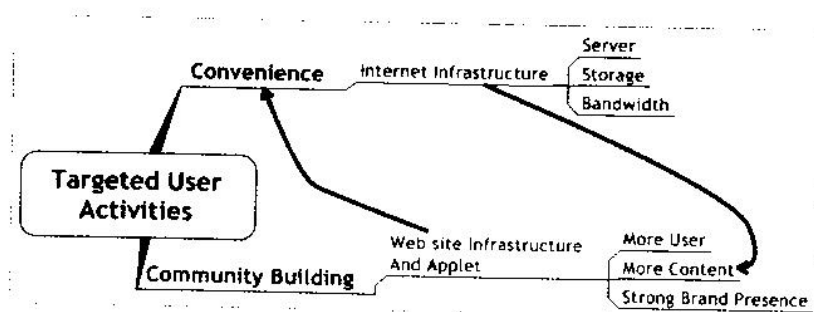 Server
Convenience
Internet Infrastructure
Storage
Bandwidth
Targeted User
Activities
Web site Infrastructure
And Applet
More User
More Content
Community Building
Strong Brand Presence